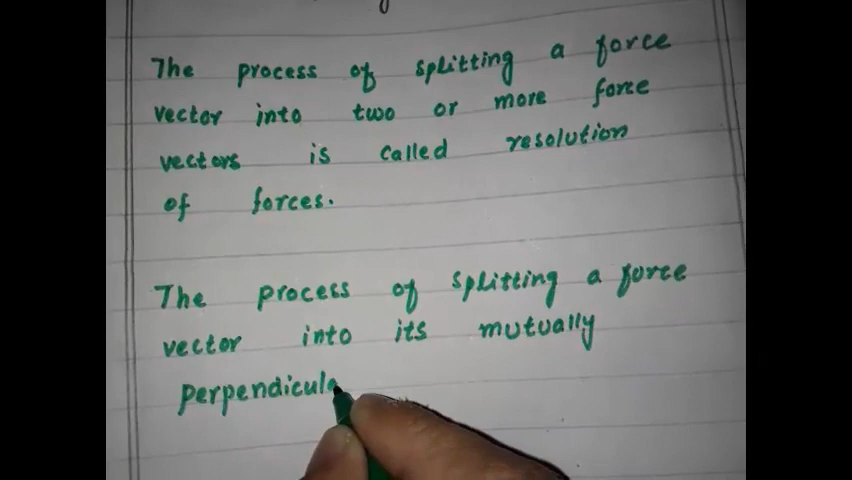 The process of splitting a force
vector into two or more force
vectors is called resolution
of forces.
The process of splitting a force
vector into its mutually
perpendicula